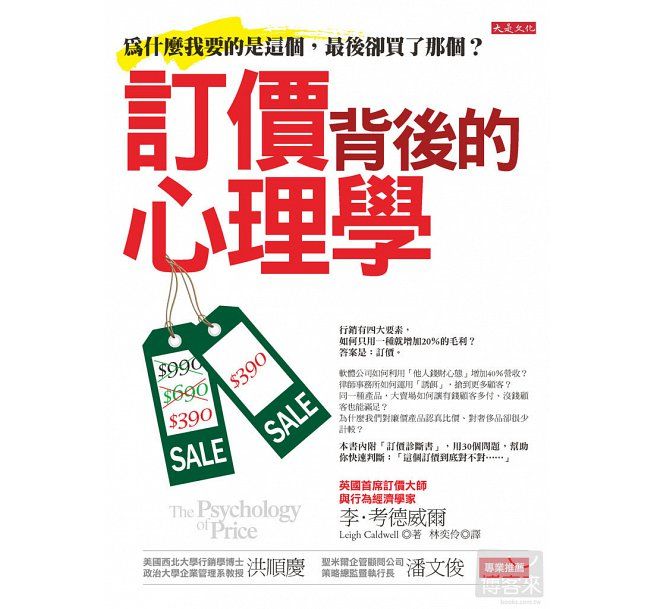 大是文化
為什麼我要的是這個，最後卻買了那個？
訂價背後的
心理學
$990
$690
$390
SALE
$390
SALE
行銷有四大要素，
如何只用一種就增加20%的毛利？
答案是：訂價。
軟體公司如何利用「他人錢財心態」增加40%營收？
律師事務所如何運用「誘餌」，搶到更多顧客？
同一種產品，大賣場如何讓有錢顧客多付、沒錢顧
客也能滿足？
為什麼我們對廉價產品認真比價、對奢侈品卻很少
計較？
本書內附「訂價診斷書」，用30個問題，幫助
你快速判斷：「這個訂價到底對不對……」
英國首席訂價大師
與行為經濟學家
李·考德威爾
Leigh Caldwell◎著 林奕伶◎譯
The Psychology
of Price
美國西北大學行銷學博士
政治大學企業管理系教授 洪順慶
聖米爾企管顧問公司
策略總監暨執行長 潘文俊
專業推薦
博客來
books.com.tw